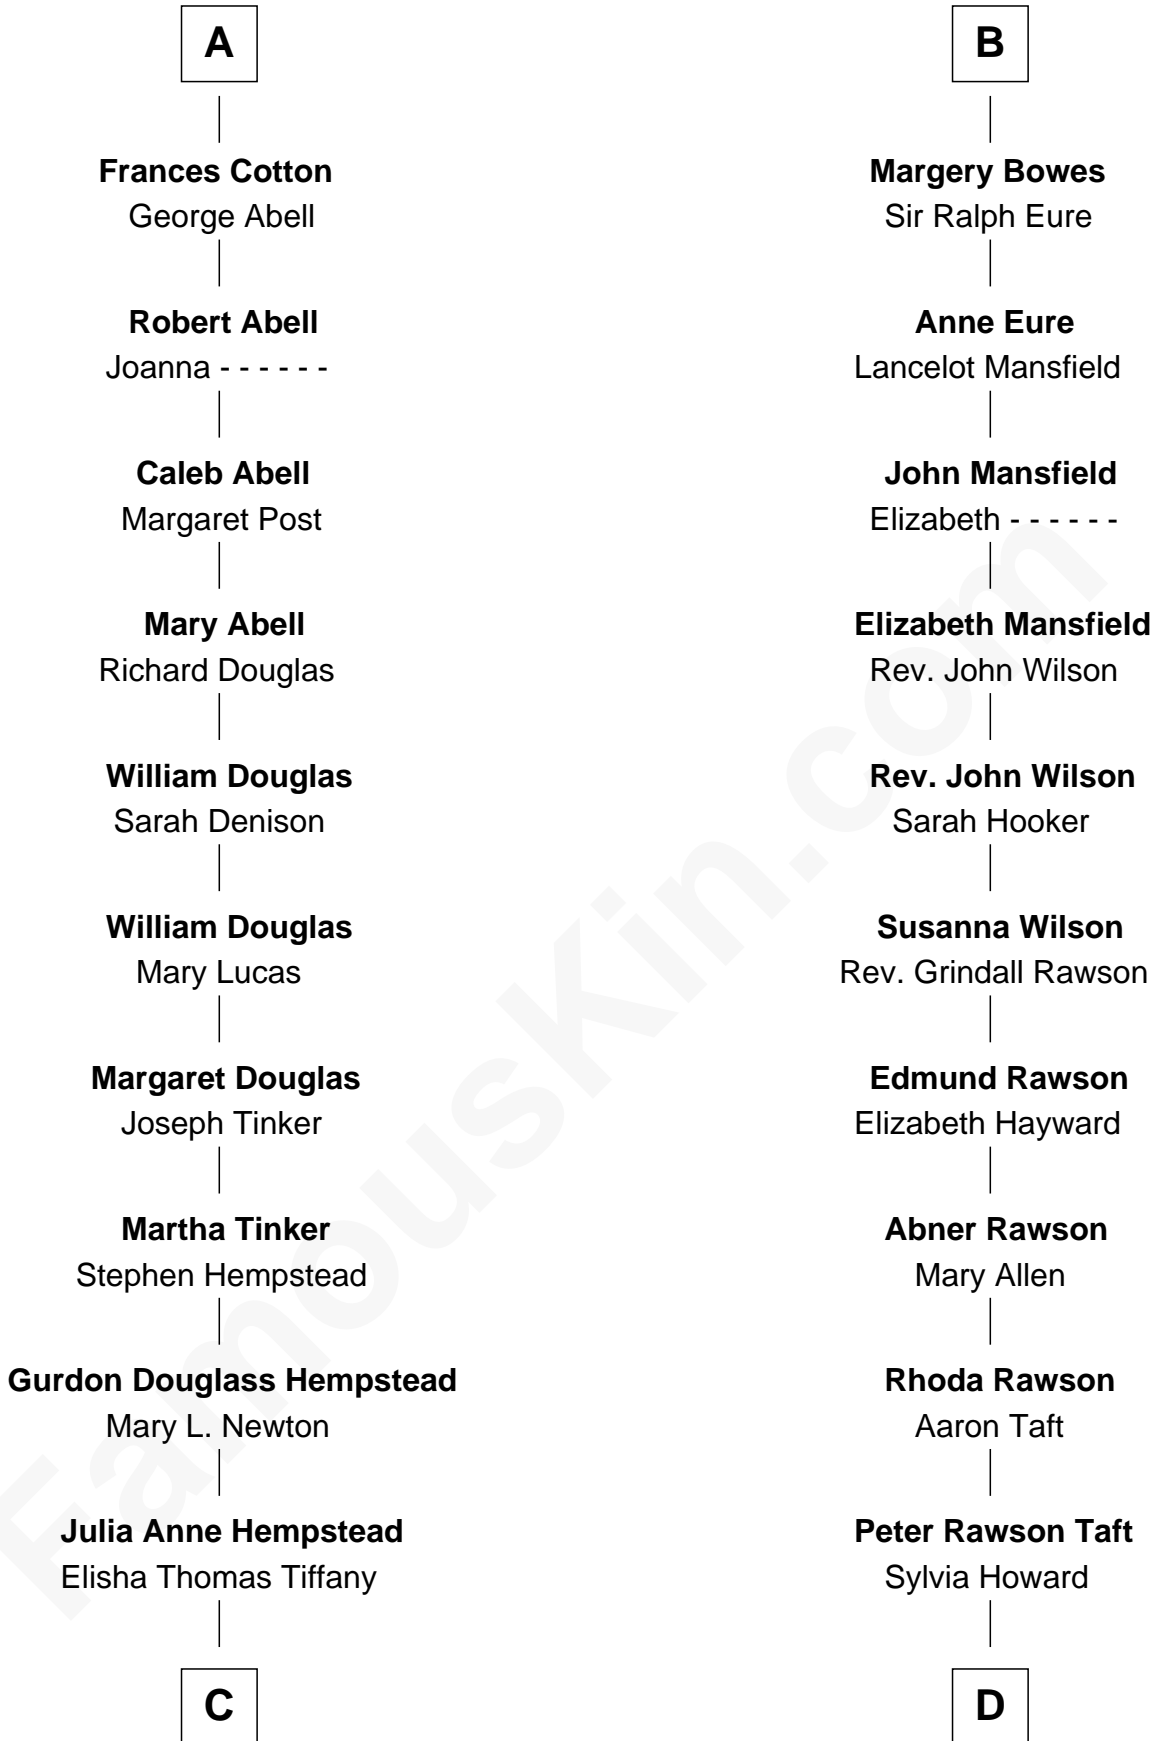 A
Frances Cotton
George Abell
Robert Abell
Joanna - - - - - -
Caleb Abell
Margaret Post
Mary Abell
Richard Douglas
William Douglas
Sarah Denison
William Douglas
Mary Lucas
Margaret Douglas
Joseph Tinker
Martha Tinker
Stephen Hempstead
Gurdon Douglass Hempstead
Mary L. Newton
Julia Anne Hempstead
Elisha Thomas Tiffany
C
B
Margery Bowes
Sir Ralph Eure
Anne Eure
Lancelot Mansfield
John Mansfield
Elizabeth - - - - - -
Elizabeth Mansfield
Rev. John Wilson
Rev. John Wilson
Sarah Hooker
Susanna Wilson
Rev. Grindall Rawson
Edmund Rawson
Elizabeth Hayward
Abner Rawson
Mary Allen
Rhoda Rawson
Aaron Taft
Peter Rawson Taft
Sylvia Howard
D
FamousKin.com